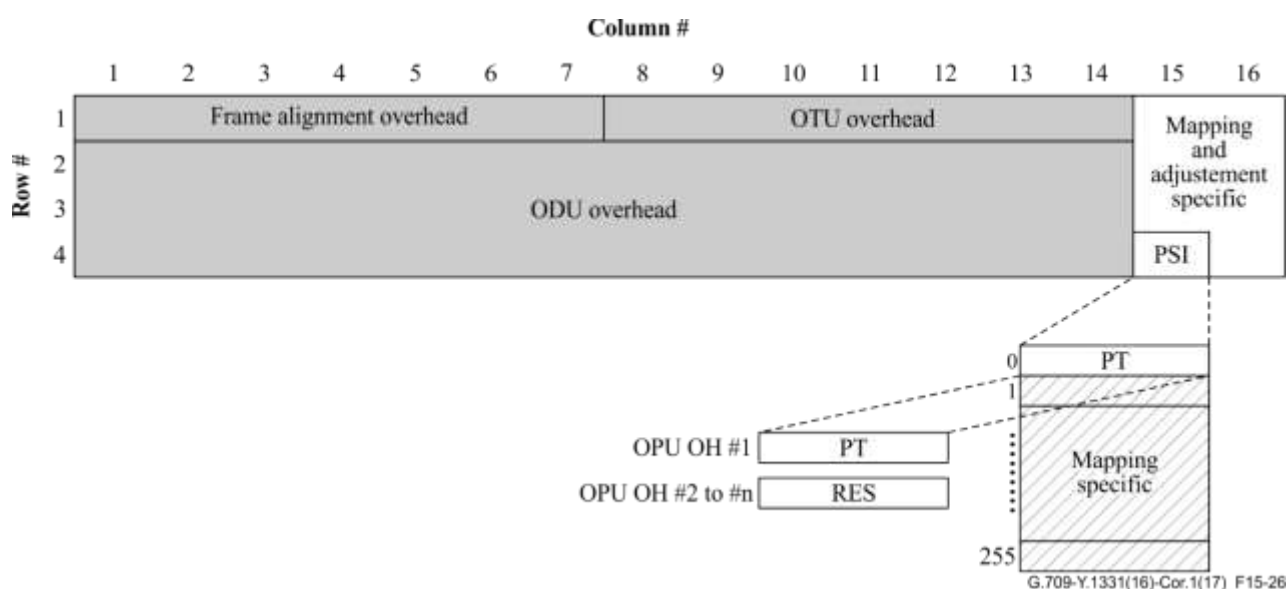 Column #
1 2 3 4 5 6 7 8 9 10 11 12 13 14 15 16
Row #
1
Frame alignment overhead
OTU overhead
Mapping
and
adjustement
specific
2
3
ODU overhead
4
PSI
0
PT
1
OPU OH #1
PT
Mapping
specific
OPU OH #2 to #n
RES
255
G.709-Y.1331(16)-Cor.1(17) F15-26